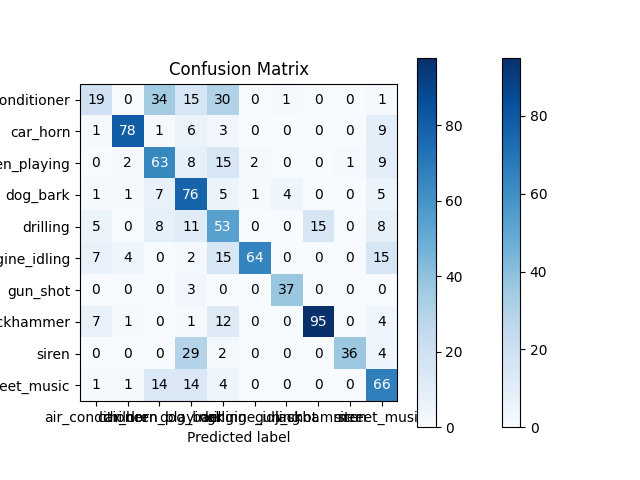 Confusion Matrix
onditioner 19 0 34 15 30 0 1 0 0 1
car_horn 1 78 1 6 3 0 0 0 0 9
en_playing 0 2 63 8 15 2 0 0 1 9
dog_bark 1 1 7 76 5 1 4 0 0 5
drilling 5 0 8 11 53 0 0 15 0 8
gine_idling 7 4 0 2 15 64 0 0 0 15
gun_shot 0 0 0 3 0 0 37 0 0 0
ckhammer 7 1 0 1 12 0 0 95 0 4
siren 0 0 0 29 2 0 0 0 36 4
eet_music 1 1 14 14 4 0 0 0 0 66
Predicted label
80
60
40
20
0
80
60
40
20
0